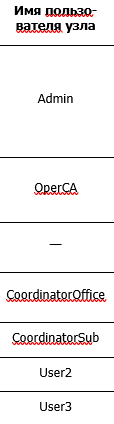 Имя пользо-
вателя узла
Admin
OperCA
—
CoordinatorOffice
CoordinatorSub
User2
User3